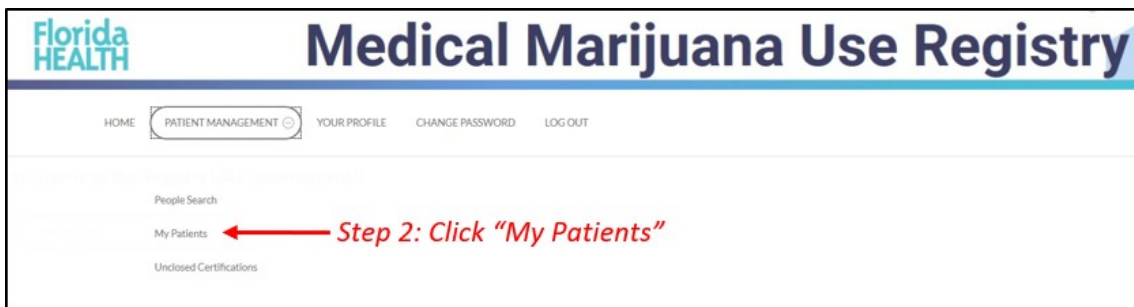 Florida
HEALTH
Medical Marijuana Use Registry
HOME PATIENT MANAGEMENT YOUR PROFILE CHANGE PASSWORD LOG OUT
People Search
My Patients Step 2: Click “My Patients”
Unclosed Certifications